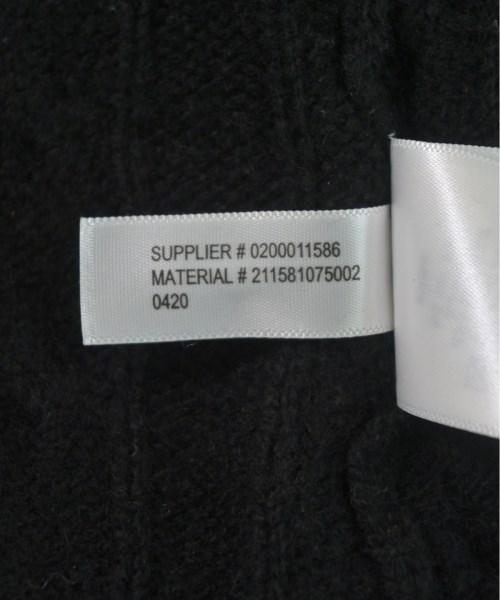 SUPPLIER # 0200011586
MATERIAL # 211581075002
0420